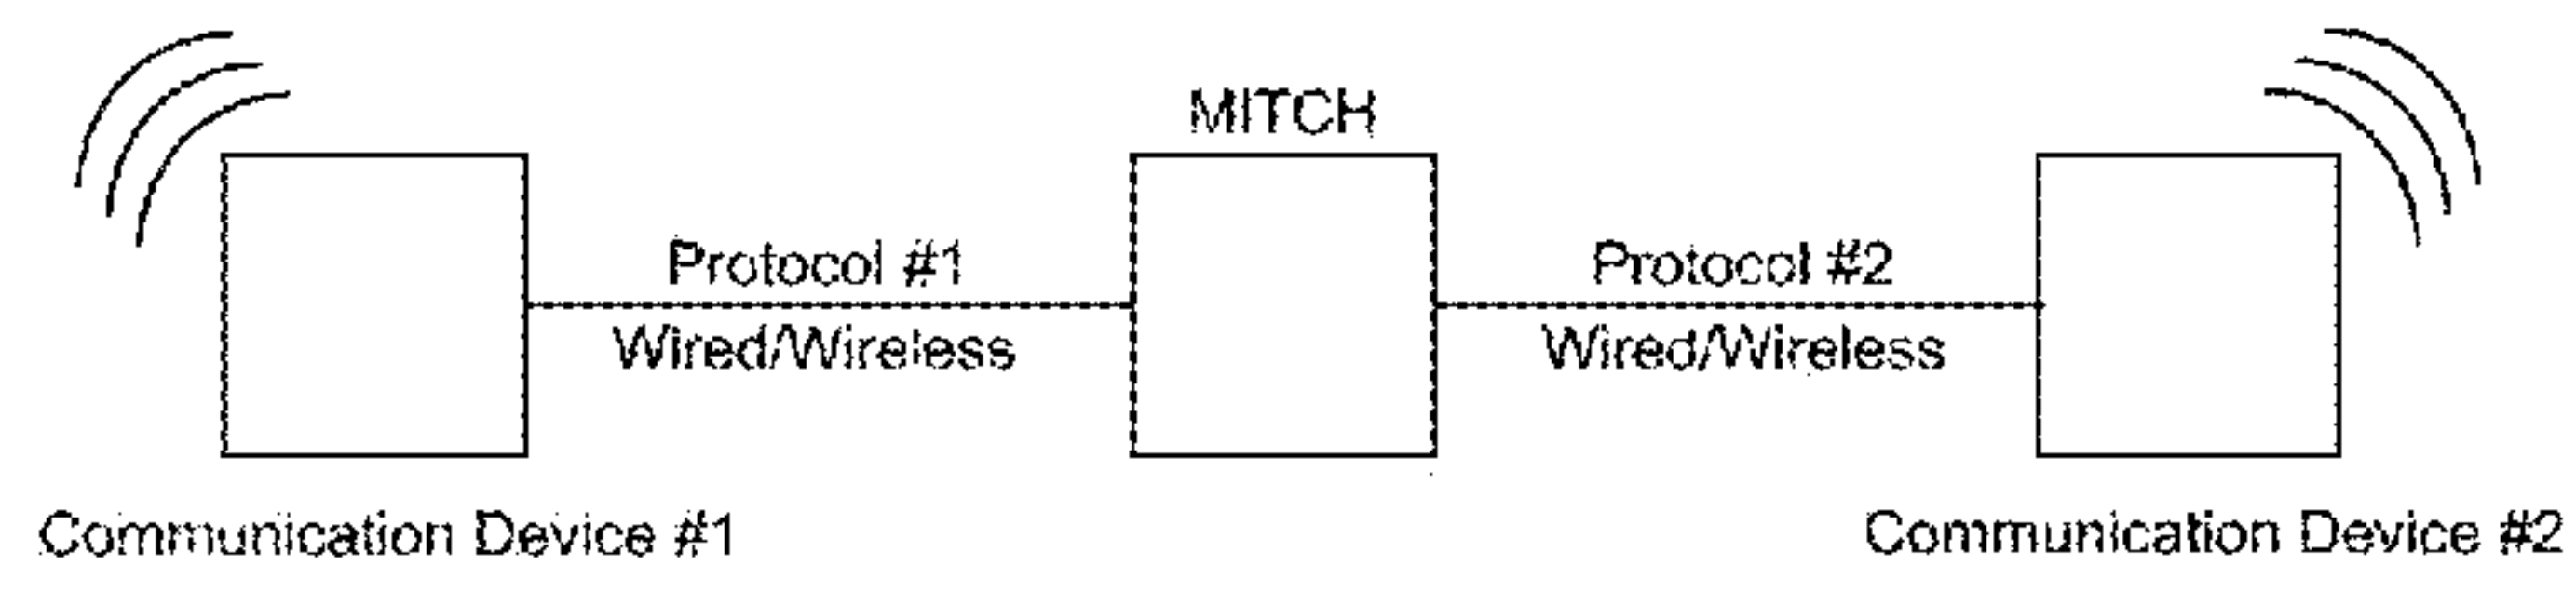 MITCH
Protocol #1
Wired/Wireless
Protocol #2
Wired/Wireless
Communication Device #1
Communication Device #2